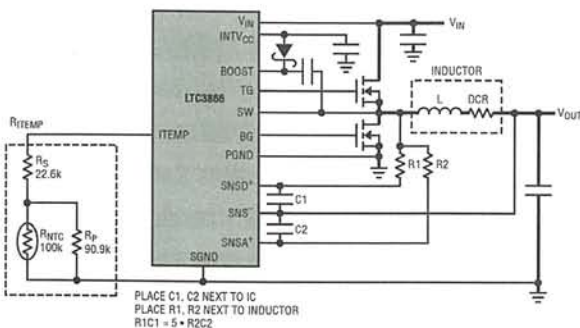 VIN
VIN
INTVCC
BOOST
LTC3866
TG
SW
BG
PGND
ITEMP
SNSD+
SNS−
SNSA+
SGND
INDUCTOR
L
DCR
VOUT
R1
R2
C1
C2
RITEMP
RS
22.6k
RNTC
100k
RP
90.9k
PLACE C1, C2 NEXT TO IC
PLACE R1, R2 NEXT TO INDUCTOR
R1C1 = 5 • R2C2